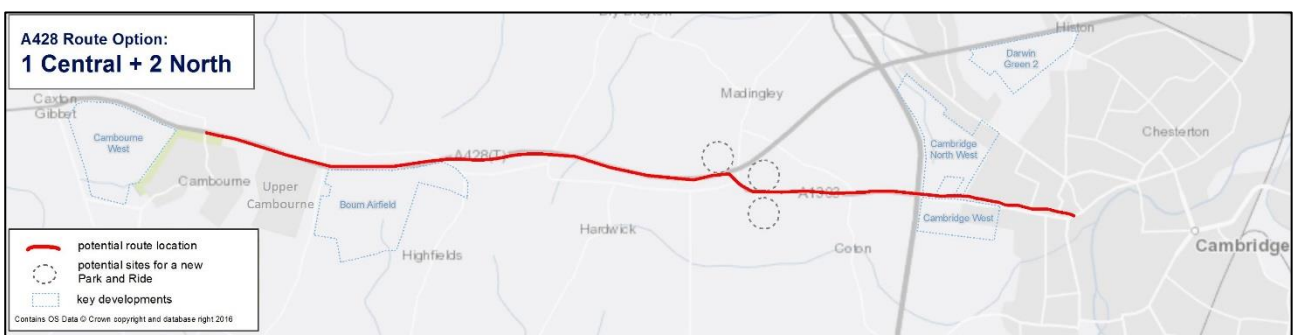 A428 Route Option:
1 Central + 2 North
Histon
Darwin
Green 2
Madingley
Caxton
Gibbet
Chesterton
Cambourne
West
Cambridge
North West
A428(T)
Cambourne
Upper
Cambourne
A1303
Bourn Airfield
Cambridge West
Hardwick
Coton
Cambridge
Highfields
potential route location
potential sites for a new
Park and Ride
key developments
Contains OS Data © Crown copyright and database right 2016